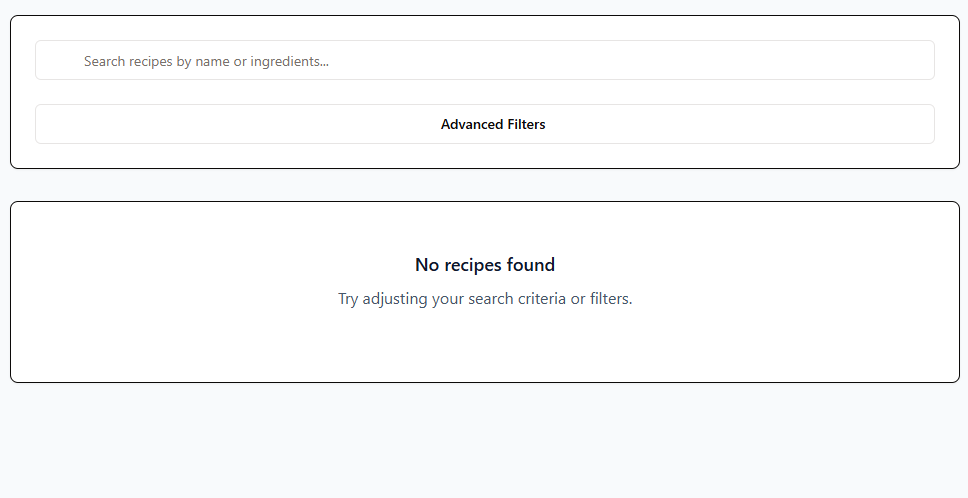 Search recipes by name or ingredients...
Advanced Filters
No recipes found
Try adjusting your search criteria or filters.